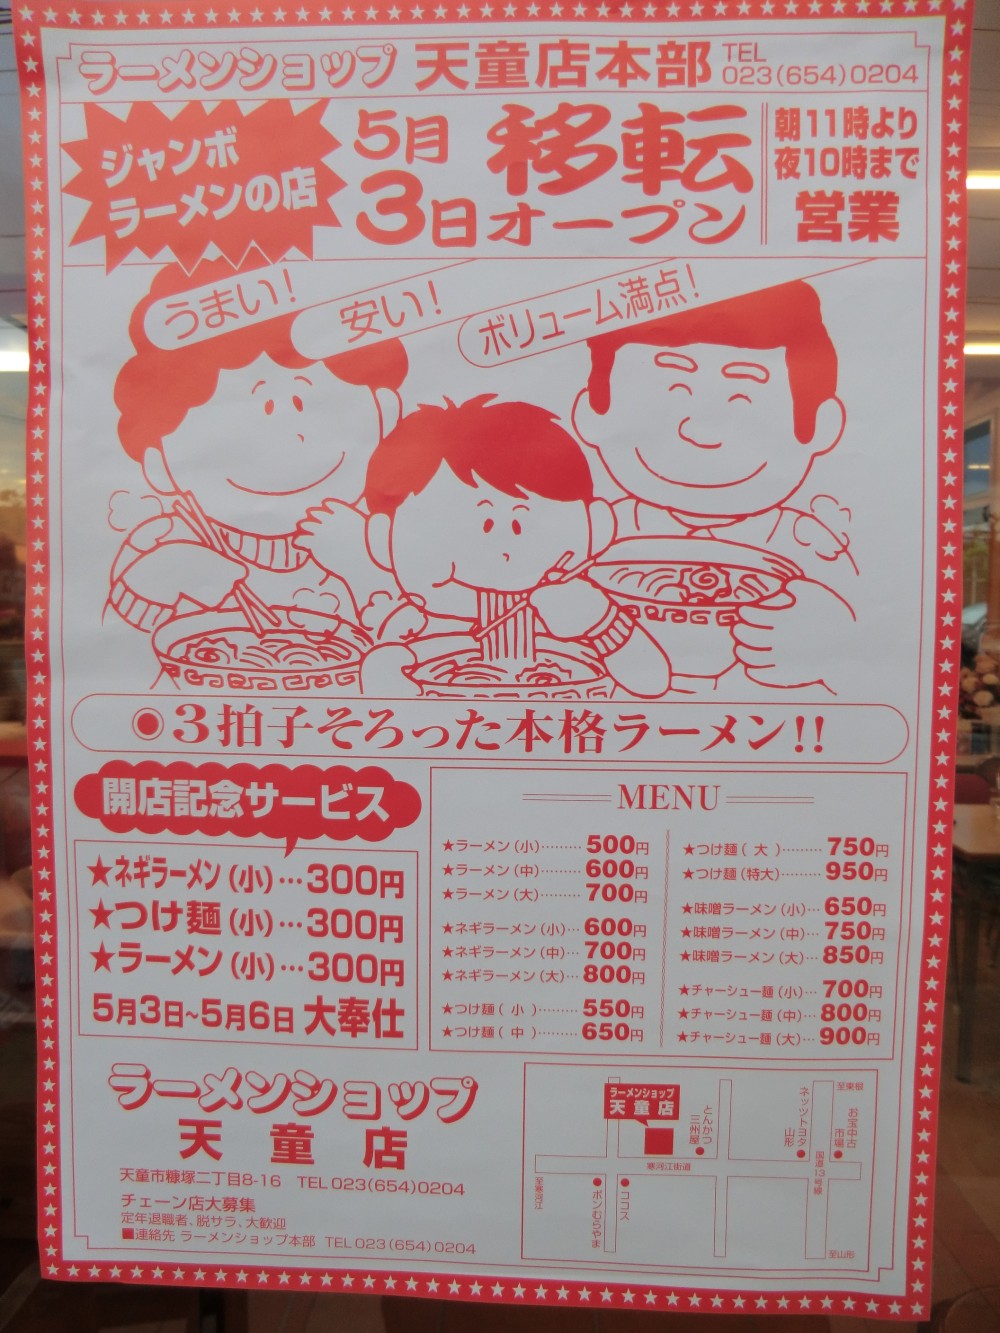 ラーメンショップ 天童店本部 TEL 023(654)0204
ジャンボ
ラーメンの店
5月
3日
移転
オープン
朝11時より
夜10時まで
営業
うまい!
安い!
ボリューム満点!
◉3拍子そろった本格ラーメン!!
開店記念サービス
★ネギラーメン(小)…300円
★つけ麺(小)…300円
★ラーメン(小)…300円
5月3日~5月6日 大奉仕
MENU
★ラーメン(小)………500円
★ラーメン(中)………600円
★ラーメン(大)………700円
★ネギラーメン(小)…600円
★ネギラーメン(中)…700円
★ネギラーメン(大)…800円
★つけ麺( 小 )………550円
★つけ麺( 中 )………650円
★つけ麺( 大 )………750円
★つけ麺(特大)………950円
★味噌ラーメン(小)…650円
★味噌ラーメン(中)…750円
★味噌ラーメン(大)…850円
★チャーシュー麺(小)…700円
★チャーシュー麺(中)…800円
★チャーシュー麺(大)…900円
ラーメンショップ
天童店
天童市糠塚二丁目8-16 TEL 023(654)0204
チェーン店大募集
定年退職者、脱サラ、大歓迎
■連絡先 ラーメンショップ本部 TEL 023(654)0204
ラーメンショップ
天童店
とんかつ
三州屋
ネッツトヨタ
山形
至東根
お宝中古
市場
寒河江街道
国道13号線
至寒河江
ボンむらやま
ココス
至山形